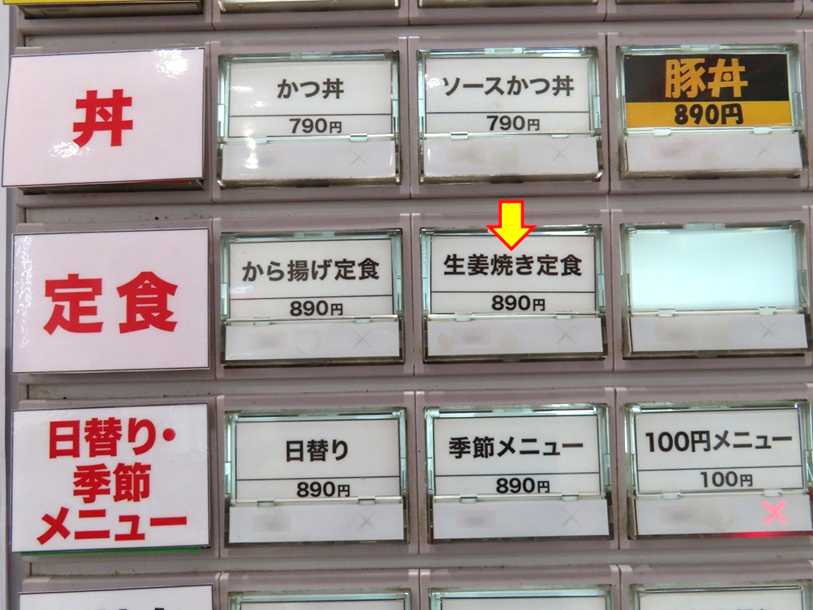 丼
かつ丼
790円
ソースかつ丼
790円
豚丼
890円
定食
から揚げ定食
890円
生姜焼き定食
890円
日替り・
季節
メニュー
日替り
890円
季節メニュー
890円
100円メニュー
100円